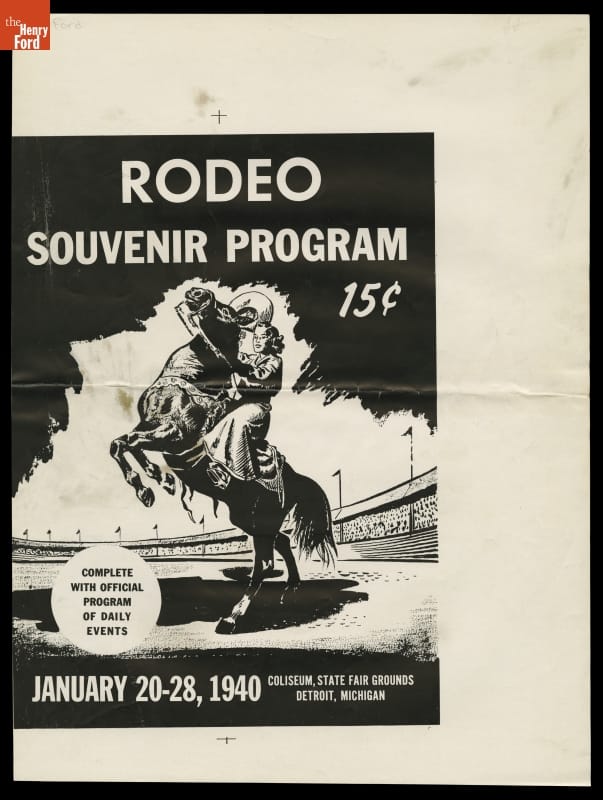 the
Henry
Ford
RODEO
SOUVENIR PROGRAM
15¢
COMPLETE
WITH OFFICIAL
PROGRAM
OF DAILY
EVENTS
JANUARY 20-28, 1940
COLISEUM, STATE FAIR GROUNDS
DETROIT, MICHIGAN